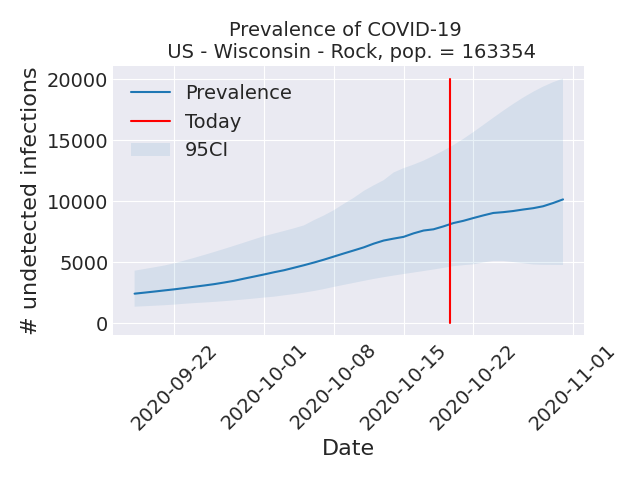 Prevalence of COVID-19
US - Wisconsin - Rock, pop. = 163354
# undetected infections
20000
15000
10000
5000
0
Prevalence
Today
95CI
2020-09-22
2020-10-01
2020-10-08
2020-10-15
2020-10-22
2020-11-01
Date